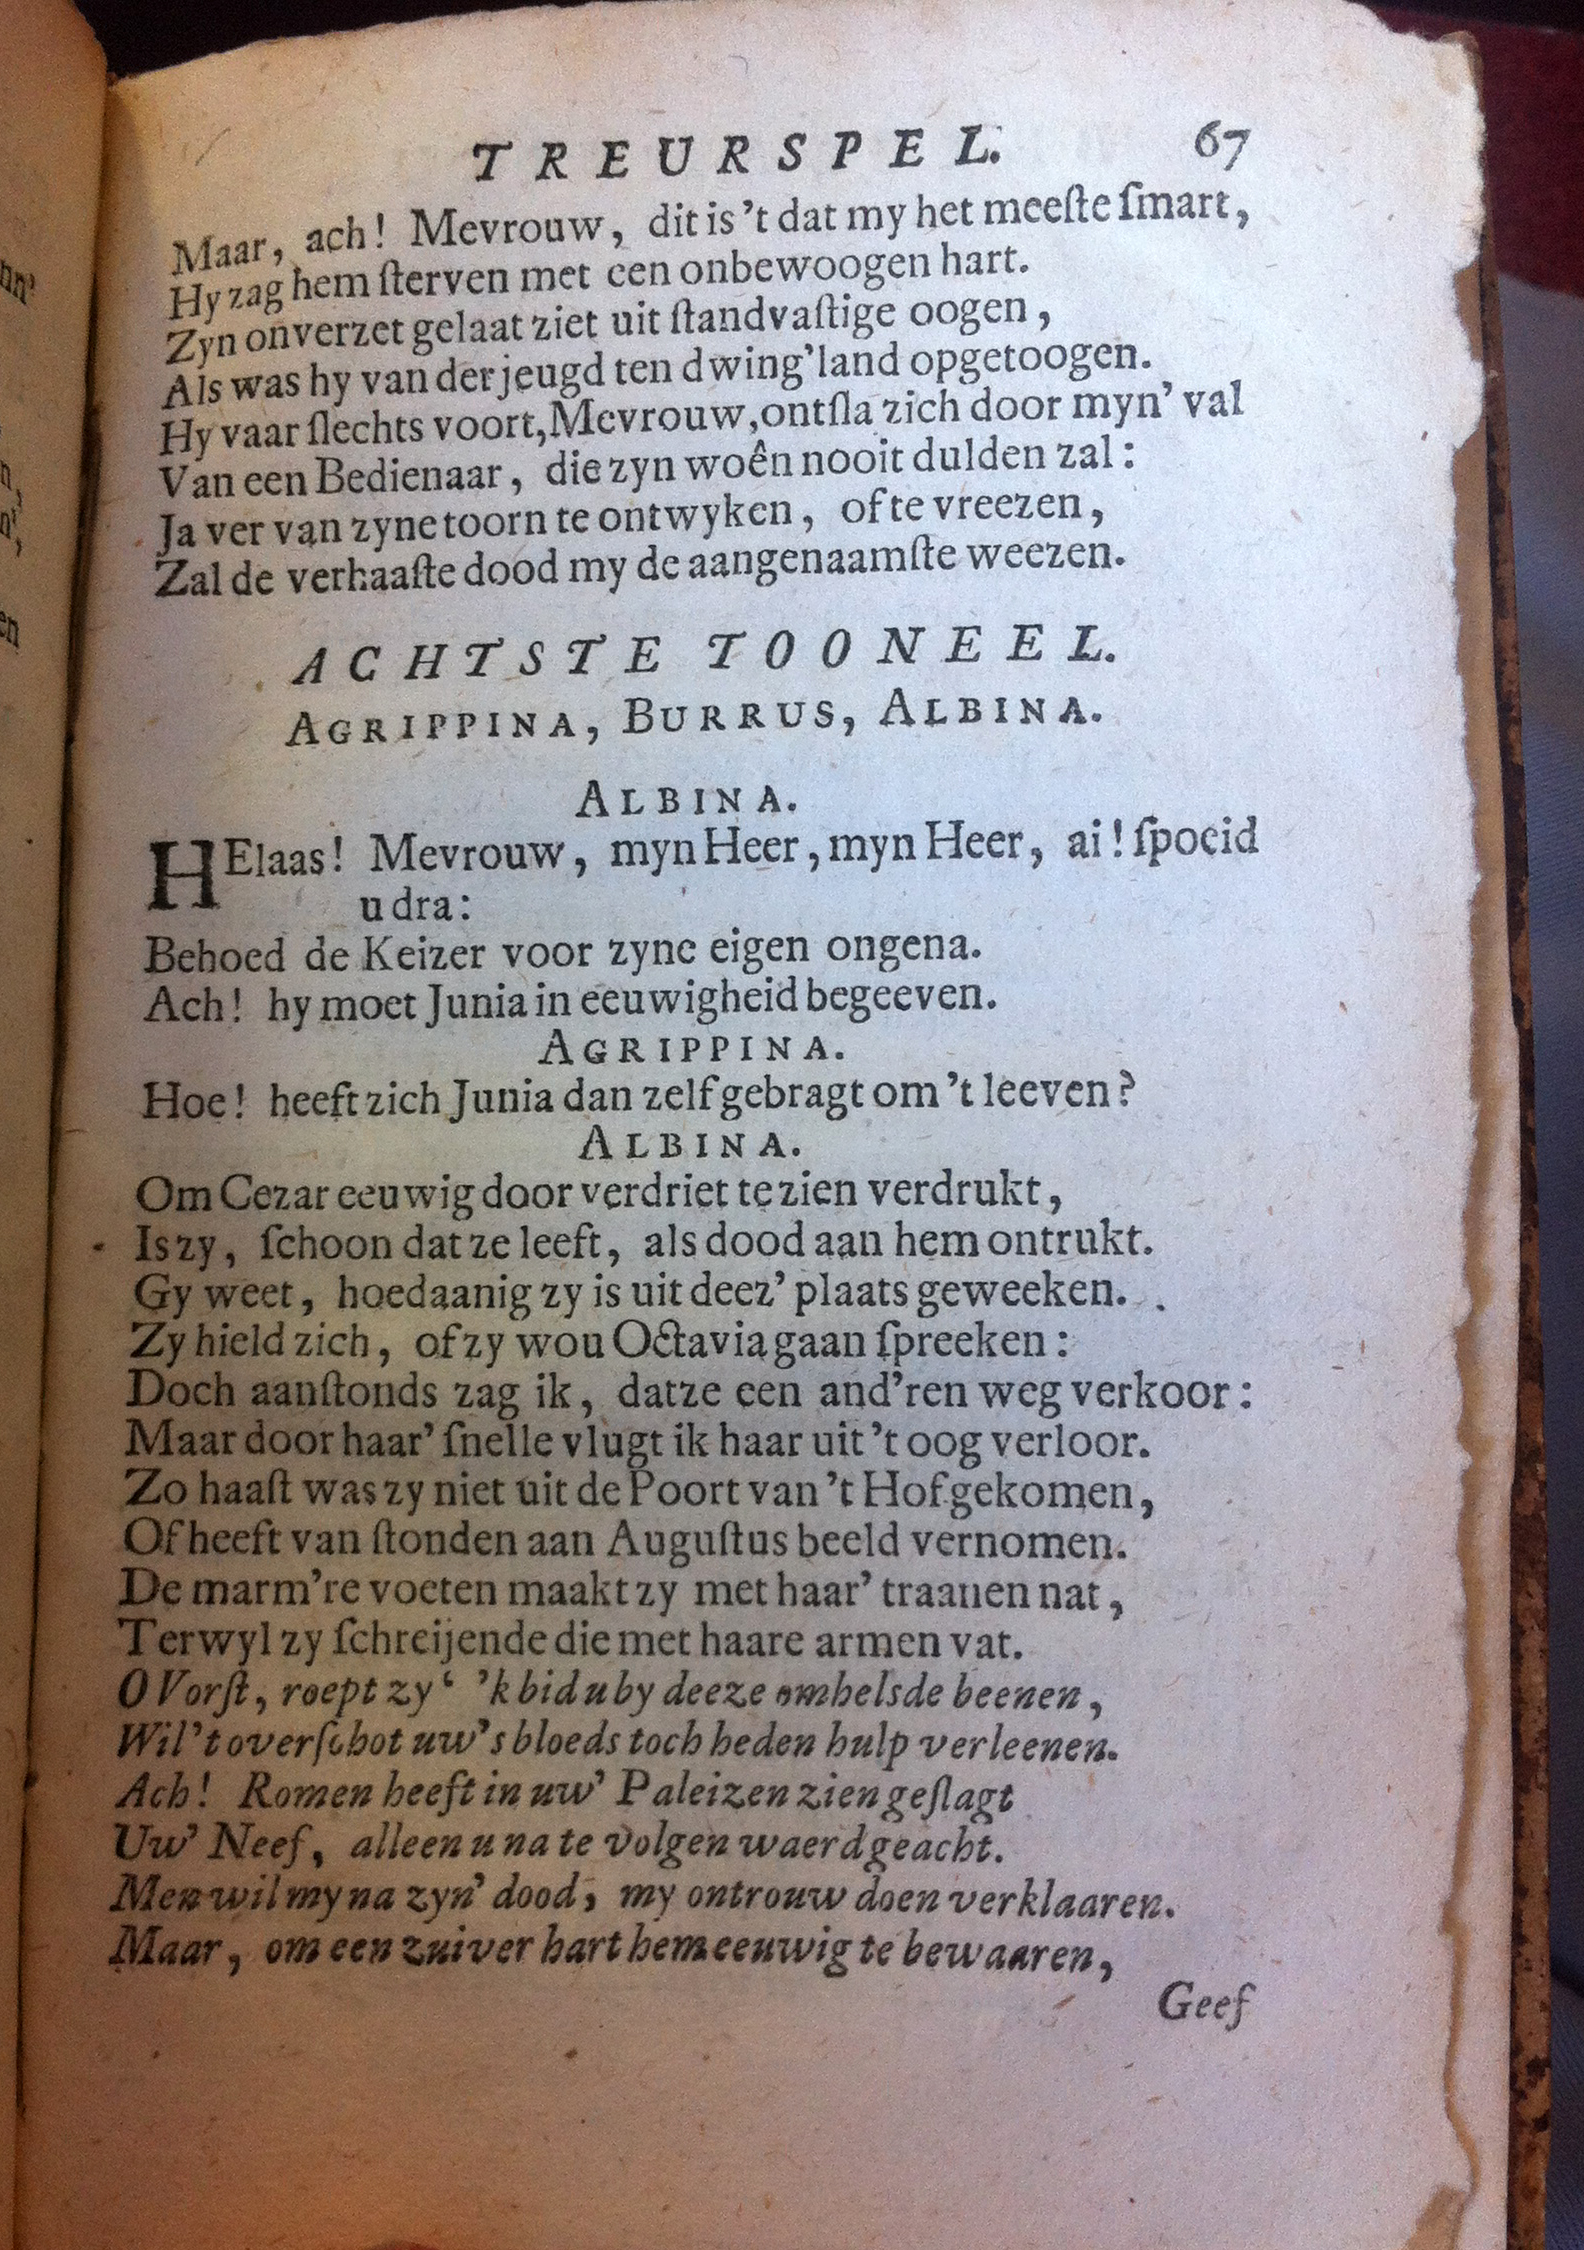 TREURSPEL. 67
Maar, ach! Mevrouw, dit is 't dat my het meeſte ſmart,
Hy zag hem ſterven met een onbewoogen hart.
Zyn onverzet gelaat ziet uit ſtandvaſtige oogen,
Als was hy van der jeugd ten dwing'land opgetoogen.
Hy vaar ſlechts voort, Mevrouw, ontſla zich door myn' val
Van een Bedienaar, die zyn woên nooit dulden zal:
Ja ver van zyne toorn te ontwyken, of te vreezen,
Zal de verhaaſte dood my de aangenaamſte weezen.
ACHTSTE TOONEEL.
AGRIPPINA, BURRUS, ALBINA.
ALBINA.
HElaas! Mevrouw, myn Heer, myn Heer, ai! ſpoeid
u dra:
Behoed de Keizer voor zyne eigen ongena.
Ach! hy moet Junia in eeuwigheid begeeven.
AGRIPPINA.
Hoe! heeft zich Junia dan zelf gebragt om 't leeven?
ALBINA.
Om Cezar eeuwig door verdriet te zien verdrukt,
Is zy, ſchoon dat ze leeft, als dood aan hem ontrukt.
Gy weet, hoedaanig zy is uit deez' plaats geweeken.
Zy hield zich, of zy wou Octavia gaan ſpreeken:
Doch aanſtonds zag ik, datze een and'ren weg verkoor:
Maar door haar' ſnelle vlugt ik haar uit 't oog verloor.
Zo haaſt was zy niet uit de Poort van 't Hof gekomen,
Of heeft van ſtonden aan Auguſtus beeld vernomen.
De marm're voeten maakt zy met haar' traanen nat,
Terwyl zy ſchreijende die met haare armen vat.
O Vorſt, roept zy‘ 'k bid u by deeze omhelsde beenen,
Wil 't overſchot uw's bloeds toch heden hulp verleenen.
Ach! Romen heeft in uw' Paleizen zien geſlagt
Uw' Neef, alleen u na te volgen waerd geacht.
Men wil my na zyn' dood, my ontrouw doen verklaaren.
Maar, om een zuiver hart hem eeuwig te bewaaren,
Geef